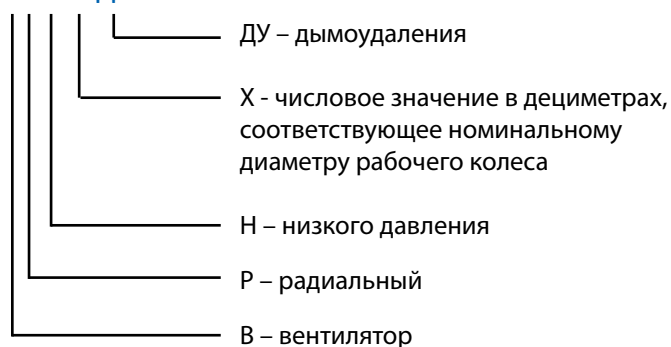 ДУ – дымоудаления
Х - числовое значение в дециметрах,
соответствующее номинальному
диаметру рабочего колеса
Н – низкого давления
Р – радиальный
В – вентилятор